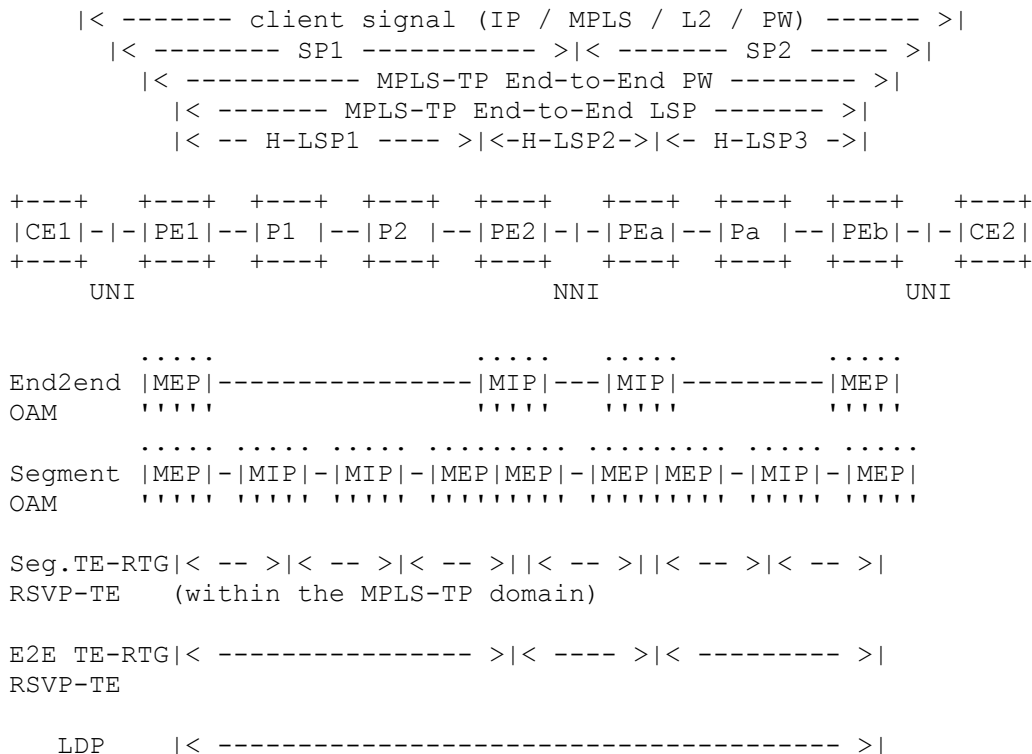 |< ------- client signal (IP / MPLS / L2 / PW) ------ >|
|< -------- SP1 ----------- >|< ------- SP2 ----- >|
|< ----------- MPLS-TP End-to-End PW -------- >|
|< ------- MPLS-TP End-to-End LSP ------- >|
|< -- H-LSP1 ---- >|<-H-LSP2->|<- H-LSP3 ->|
+---+ +---+ +---+ +---+ +---+ +---+ +---+ +---+ +---+
|CE1|-|-|PE1|--|P1 |--|P2 |--|PE2|-|-|PEa|--|Pa |--|PEb|-|-|CE2|
+---+ +---+ +---+ +---+ +---+ +---+ +---+ +---+ +---+
UNI NNI UNI
..... ..... ..... .....
End2end |MEP|----------------|MIP|---|MIP|---------|MEP|
OAM ''''' ''''' ''''' '''''
..... ..... ..... ......... ......... ..... .....
Segment |MEP|-|MIP|-|MIP|-|MEP|MEP|-|MEP|MEP|-|MIP|-|MEP|
OAM ''''' ''''' ''''' ''''''''' ''''''''' ''''' '''''
Seg.TE-RTG|< -- >|< -- >|< -- >||< -- >||< -- >|< -- >|
RSVP-TE (within the MPLS-TP domain)
E2E TE-RTG|< ---------------- >|< ---- >|< --------- >|
RSVP-TE
LDP |< --------------------------------------- >|